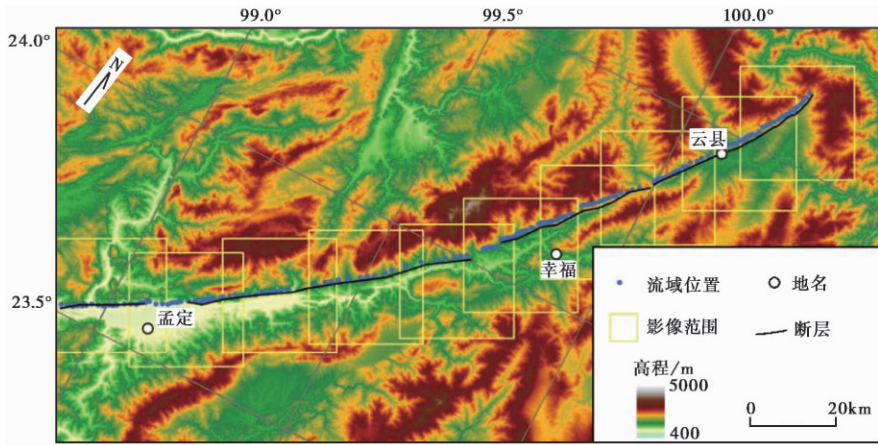 99.0°
99.5°
100.0°
24.0°
N
云县
幸福
23.5°
孟定
流域位置
地名
影像范围
断层
高程/m
5000
400
0
20km